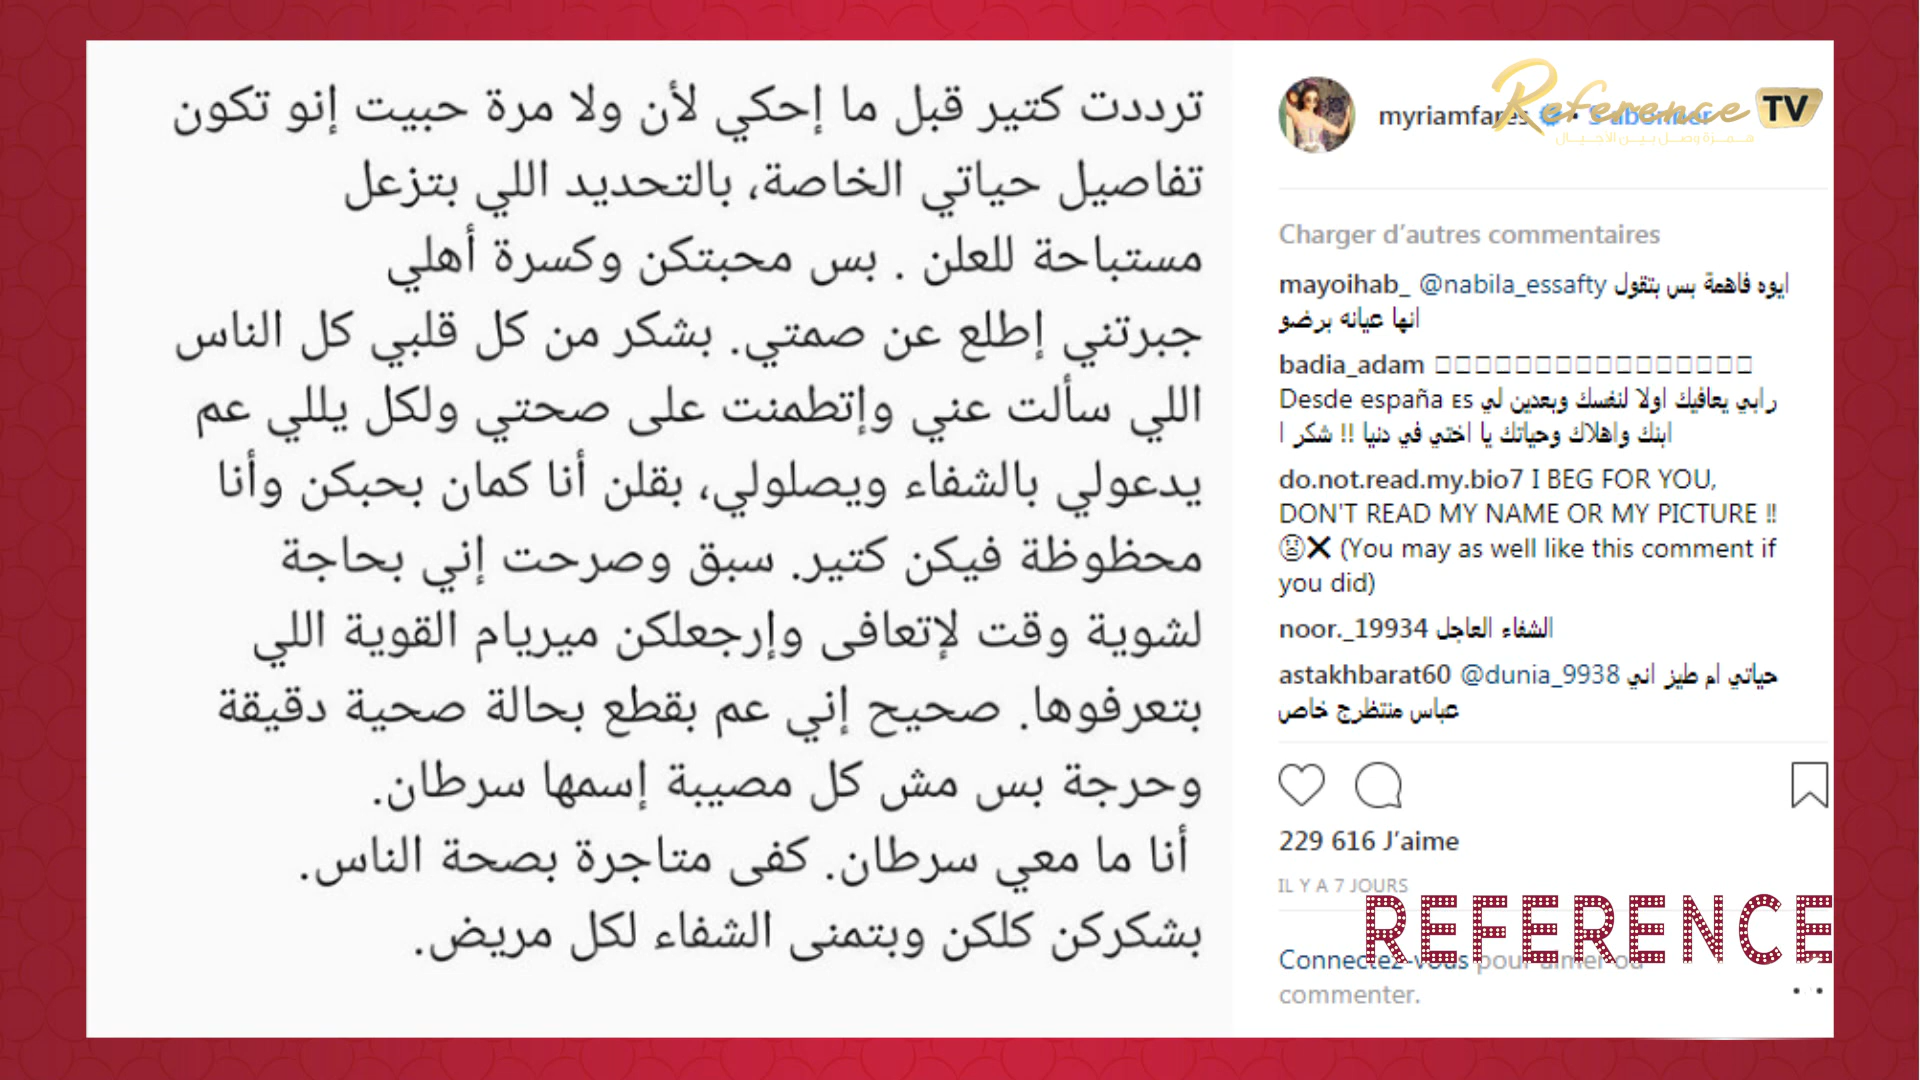 ترددت كتير قبل ما إحكي لأن ولا مرة حبيت إنو تكون
تفاصيل حياتي الخاصة، بالتحديد اللي بتزعل
مستباحة للعلن . بس محبتكن وكسرة أهلي
جبرتني إطلع عن صمتي. بشكر من كل قلبي كل الناس
اللي سألت عني وإتطمنت على صحتي ولكل يللي عم
يدعولي بالشفاء ويصلولي، بقلن أنا كمان بحبكن وأنا
محظوظة فيكن كتير. سبق وصرحت إني بحاجة
لشوية وقت لإتعافى وإرجعلكن ميريام القوية اللي
بتعرفوها. صحيح إني عم بقطع بحالة صحية دقيقة
وحرجة بس مش كل مصيبة إسمها سرطان.
أنا ما معي سرطان. كفى متاجرة بصحة الناس.
بشكركن كلكن وبتمنى الشفاء لكل مريض.
myriamfares • S'abonner
Reference TV
همزة وصل بين الاجيال
Charger d'autres commentaires
mayoihab_ @nabila_essafty ايوه فاهمة بس بتقول
انها عيانه برضو
badia_adam
Desde españa ES رابي يعافيك اولا لنفسك وبعدين لي
ابنك واهلاك وحياتك يا اختي في دنيا !! شكر ا
do.not.read.my.bio7 I BEG FOR YOU,
DON'T READ MY NAME OR MY PICTURE !!
😧❌ (You may as well like this comment if
you did)
noor._19934 الشفاء العاجل
astakhbarat60 @dunia_9938 حياتي ام طيز اني
عباس منتظرج خاص
229 616 J'aime
IL Y A 7 JOURS
REFERENCE
Connectez-vous pour aimer ou
commenter.